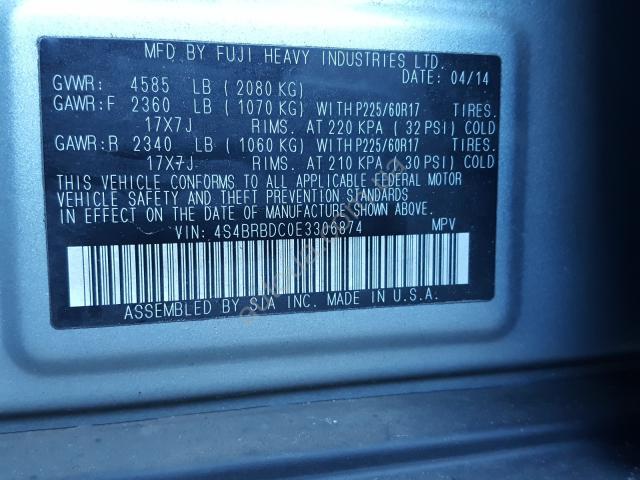 MFD BY FUJI HEAVY INDUSTRIES LTD.
DATE: 04/14
GVWR: 4585 LB ( 2080 KG)
GAWR:F 2360 LB ( 1070 KG) WITH P225/60R17 TIRES.
17X7J RIMS. AT 220 KPA ( 32 PSI) COLD
GAWR:R 2340 LB ( 1060 KG) WITH P225/60R17 TIRES.
17X7J RIMS. AT 210 KPA ( 30 PSI) COLD
THIS VEHICLE CONFORMS TO ALL APPLICABLE FEDERAL MOTOR
VEHICLE SAFETY AND THEFT PREVENTION STANDARDS
IN EFFECT ON THE DATE OF MANUFACTURE SHOWN ABOVE.
VIN: 4S4BRBDC0E3306874 MPV
ASSEMBLED BY SIA INC. MADE IN U.S.A.